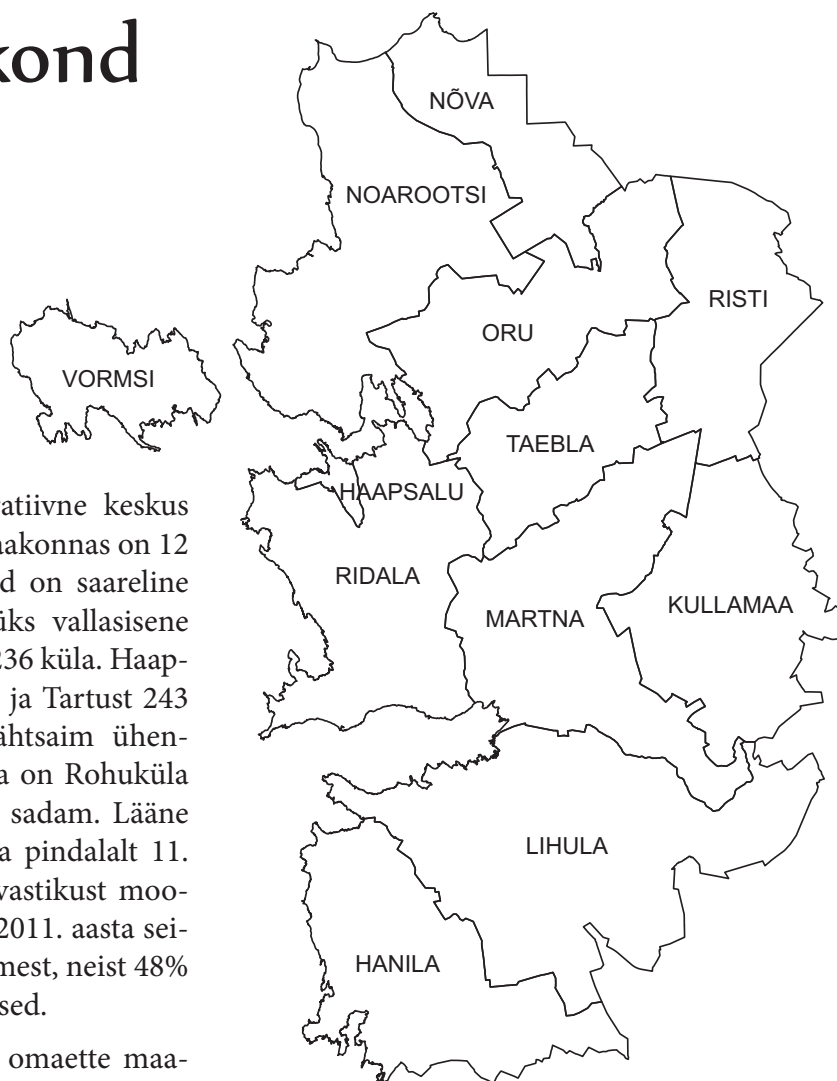 kond
NÕVA
NOAROOTSI
RISTI
ORU
VORMSI
TAEBLA
HAAPSALU
RIDALA
MARTNA
KULLAMAA
LIHULA
HANILA
atiivne keskus
aakonnas on 12
d on saareline
üks vallasisene
236 küla. Haap-
ja Tartust 243
ähtsaim ühen-
a on Rohuküla
sadam. Lääne
a pindalalt 11.
vastikust moo-
2011. aasta sei-
mest, neist 48%
sed.
omaette maa-